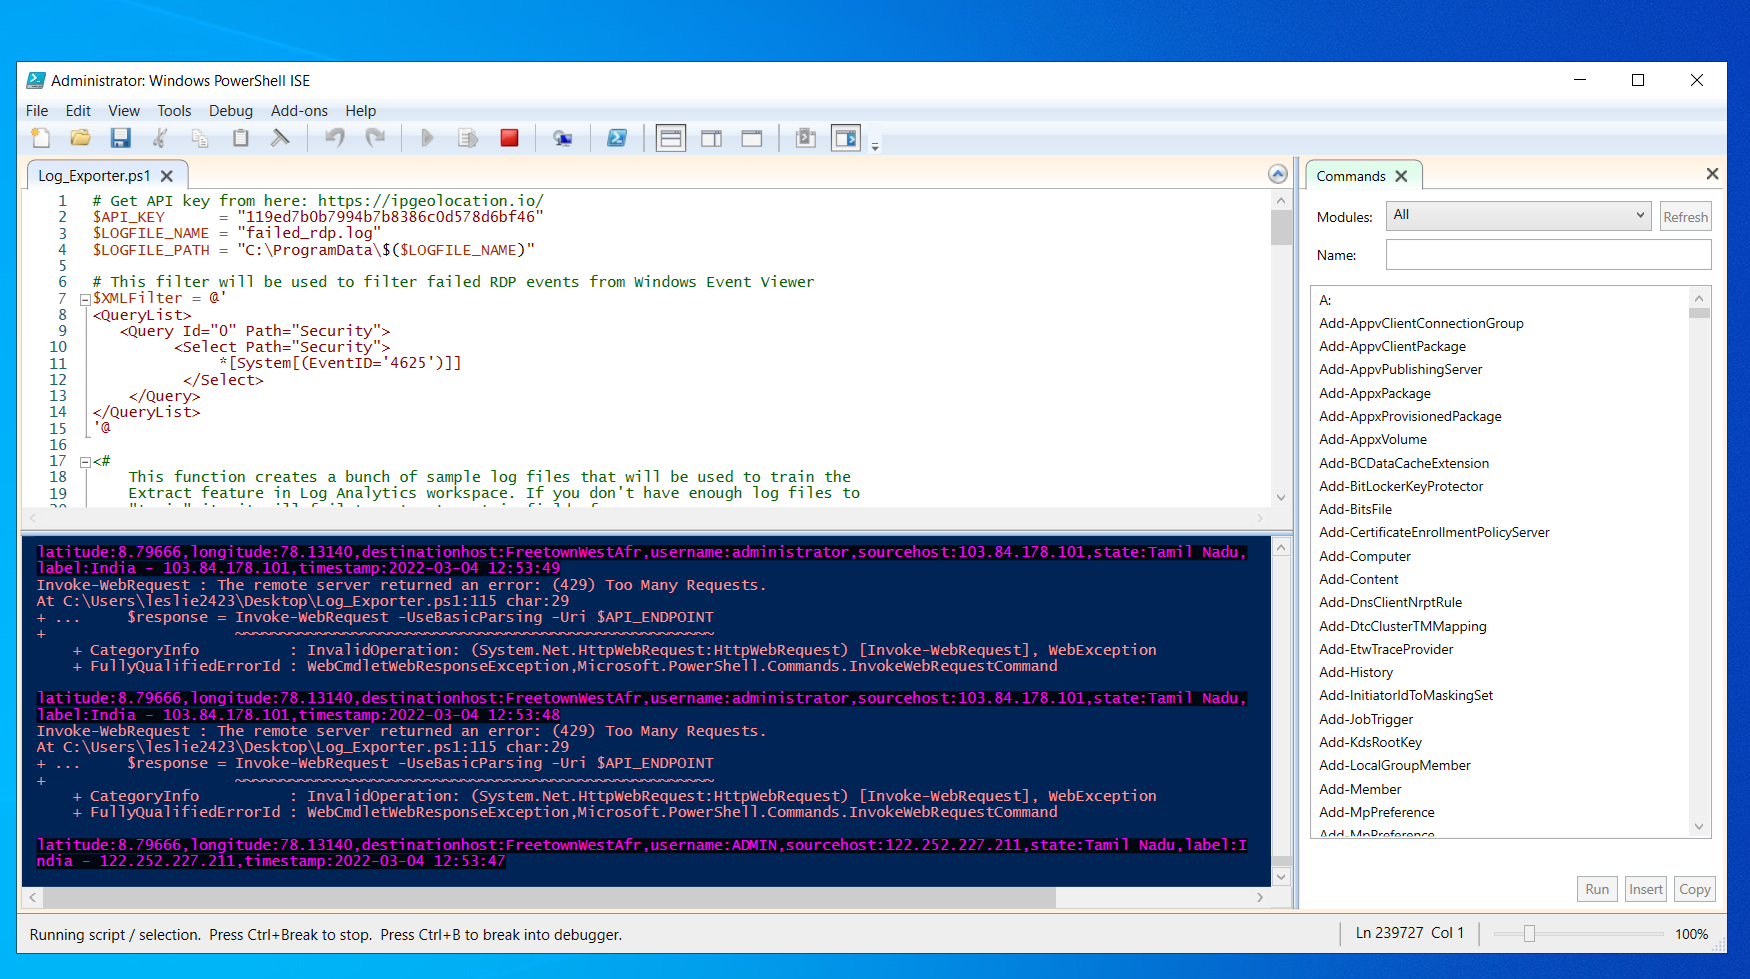 Administrator: Windows PowerShell ISE
File Edit View Tools Debug Add-ons Help
Log_Exporter.ps1
1 # Get API key from here: https://ipgeolocation.io/
2 $API_KEY      = "119ed7b0b7994b7b8386c0d578d6bf46"
3 $LOGFILE_NAME = "failed_rdp.log"
4 $LOGFILE_PATH = "C:\ProgramData\$($LOGFILE_NAME)"
5
6 # This filter will be used to filter failed RDP events from Windows Event Viewer
7 $XMLFilter = @'
8 <QueryList>
9 <Query Id="0" Path="Security">
10 <Select Path="Security">
11 *[System[(EventID='4625')]]
12 </Select>
13 </Query>
14 </QueryList>
15 '@
16
17 <#
18 This function creates a bunch of sample log files that will be used to train the
19 Extract feature in Log Analytics workspace. If you don't have enough log files to
latitude:8.79666,longitude:78.13140,destinationhost:FreetownWestAfr,username:administrator,sourcehost:103.84.178.101,state:Tamil Nadu,
label:India - 103.84.178.101,timestamp:2022-03-04 12:53:49
Invoke-WebRequest : The remote server returned an error: (429) Too Many Requests.
At C:\Users\leslie2423\Desktop\Log_Exporter.ps1:115 char:29
+ ...     $response = Invoke-WebRequest -UseBasicParsing -Uri $API_ENDPOINT
+ ~~~~~~~~~~~~~~~~~~~~~~~~~~~~~~~~~~~~~~~~~~~~~~~~~~~~~
+ CategoryInfo          : InvalidOperation: (System.Net.HttpWebRequest:HttpWebRequest) [Invoke-WebRequest], WebException
+ FullyQualifiedErrorId : WebCmdletWebResponseException,Microsoft.PowerShell.Commands.InvokeWebRequestCommand
latitude:8.79666,longitude:78.13140,destinationhost:FreetownWestAfr,username:administrator,sourcehost:103.84.178.101,state:Tamil Nadu,
label:India - 103.84.178.101,timestamp:2022-03-04 12:53:48
Invoke-WebRequest : The remote server returned an error: (429) Too Many Requests.
At C:\Users\leslie2423\Desktop\Log_Exporter.ps1:115 char:29
+ ...     $response = Invoke-WebRequest -UseBasicParsing -Uri $API_ENDPOINT
+ ~~~~~~~~~~~~~~~~~~~~~~~~~~~~~~~~~~~~~~~~~~~~~~~~~~~~~
+ CategoryInfo          : InvalidOperation: (System.Net.HttpWebRequest:HttpWebRequest) [Invoke-WebRequest], WebException
+ FullyQualifiedErrorId : WebCmdletWebResponseException,Microsoft.PowerShell.Commands.InvokeWebRequestCommand
latitude:8.79666,longitude:78.13140,destinationhost:FreetownWestAfr,username:ADMIN,sourcehost:122.252.227.211,state:Tamil Nadu,label:I
ndia - 122.252.227.211,timestamp:2022-03-04 12:53:47
Commands
Modules: All Refresh
Name:
A:
Add-AppvClientConnectionGroup
Add-AppvClientPackage
Add-AppvPublishingServer
Add-AppxPackage
Add-AppxProvisionedPackage
Add-AppxVolume
Add-BCDataCacheExtension
Add-BitLockerKeyProtector
Add-BitsFile
Add-CertificateEnrollmentPolicyServer
Add-Computer
Add-Content
Add-DnsClientNrptRule
Add-DtcClusterTMMapping
Add-EtwTraceProvider
Add-History
Add-InitiatorIdToMaskingSet
Add-JobTrigger
Add-KdsRootKey
Add-LocalGroupMember
Add-Member
Add-MpPreference
Add-MpPreference
Run Insert Copy
Running script / selection. Press Ctrl+Break to stop. Press Ctrl+B to break into debugger.
Ln 239727 Col 1
100%